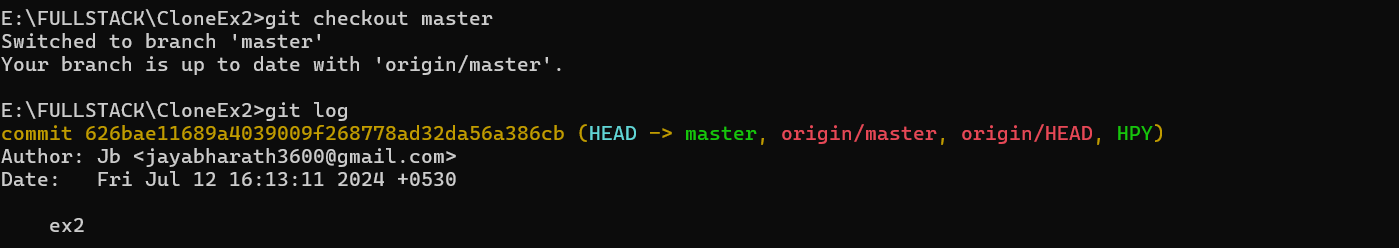 E:\FULLSTACK\CloneEx2>git checkout master
Switched to branch 'master'
Your branch is up to date with 'origin/master'.
E:\FULLSTACK\CloneEx2>git log
commit 626bae11689a4039009f268778ad32da56a386cb (HEAD -> master, origin/master, origin/HEAD, HPY)
Author: Jb <jayabharath3600@gmail.com>
Date:   Fri Jul 12 16:13:11 2024 +0530
    ex2